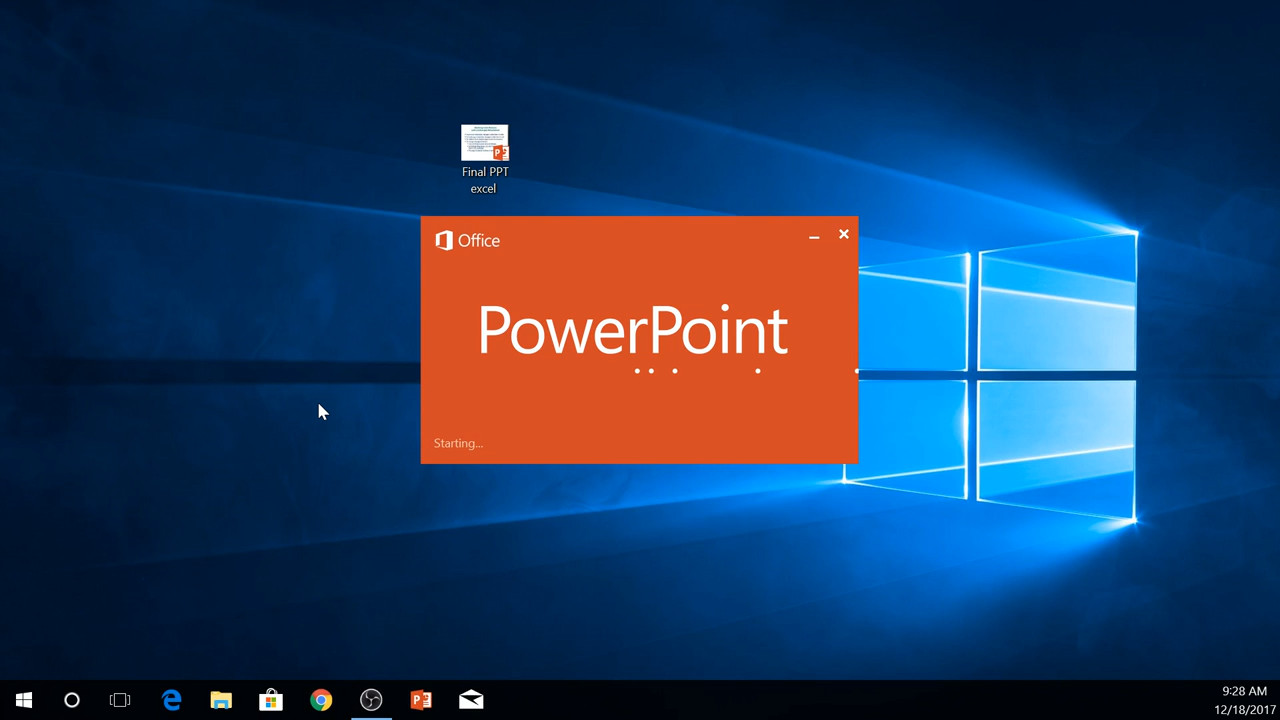 Final PPT
excel
Office
PowerPoint
Starting...
9:28 AM
12/18/2017